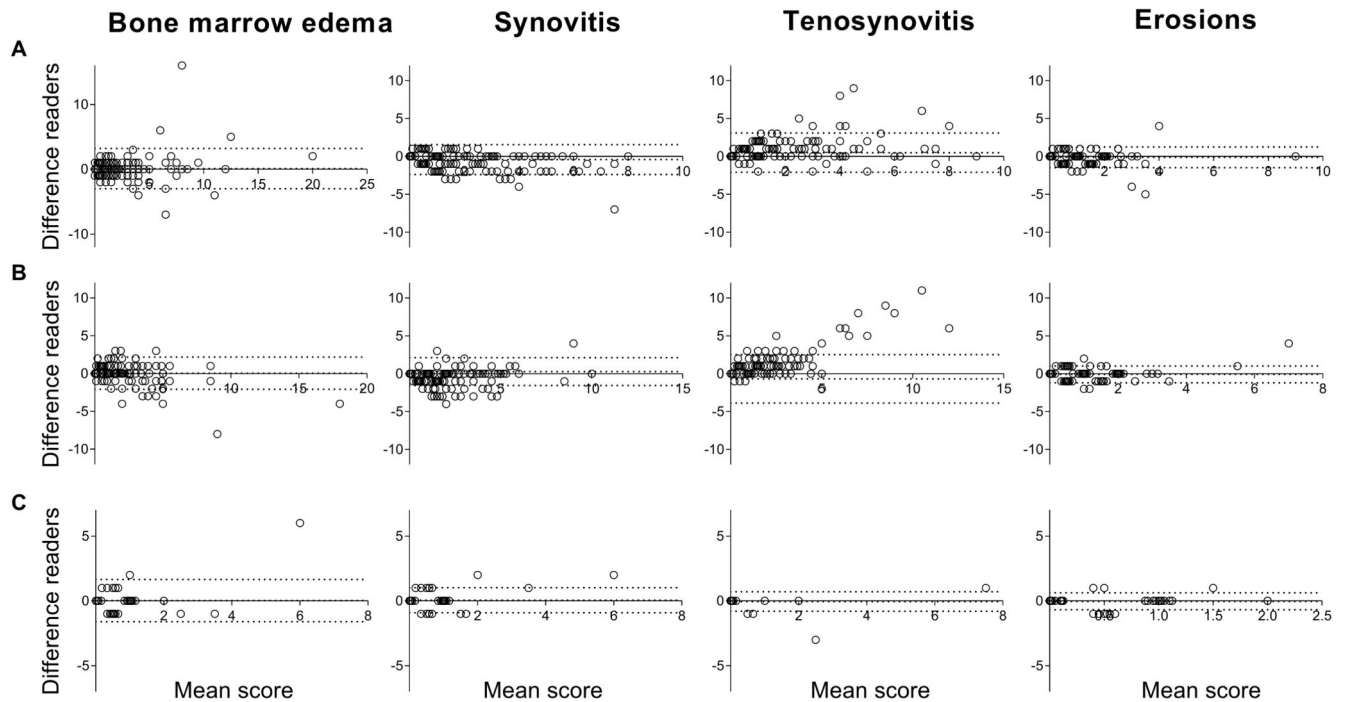 Bone marrow edema Synovitis Tenosynovitis Erosions
A
Difference readers
10 10 10 10
5 5 5
0 0 0 0
5 10 15 20 25 2 4 6 8 10 2 4 6 8 10 2 4 6 8 10
-5 -5 -5
-10 -10 -10 -10
B
Difference readers
10 10 10 10
5 5 5 5
0 0 0 0
5 10 15 20 5 10 15 5 10 15 2 4 6 8
-5 -5 -5 -5
-10 -10 -10 -10
C
Difference readers
5 5 5 5
0 0 0 0
2 4 6 8 2 4 6 8 2 4 6 8 0.5 1.0 1.5 2.0 2.5
-5 -5 -5 -5
Mean score Mean score Mean score Mean score